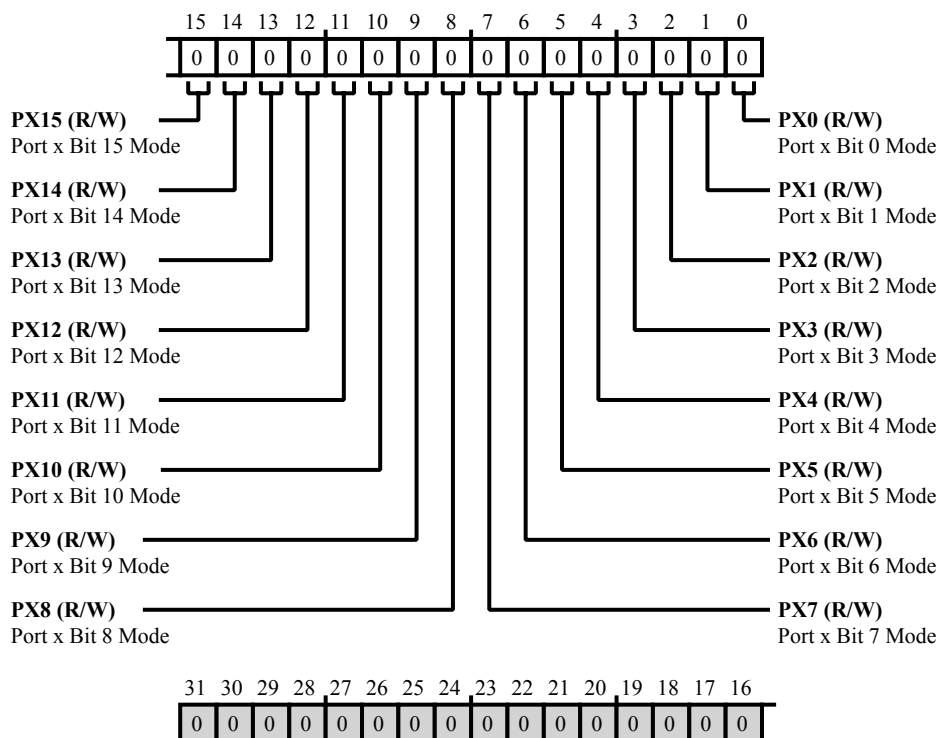 15 14 13 12 11 10 9 8 7 6 5 4 3 2 1 0
0 0 0 0 0 0 0 0 0 0 0 0 0 0 0 0
PX15 (R/W)
Port x Bit 15 Mode
PX14 (R/W)
Port x Bit 14 Mode
PX13 (R/W)
Port x Bit 13 Mode
PX12 (R/W)
Port x Bit 12 Mode
PX11 (R/W)
Port x Bit 11 Mode
PX10 (R/W)
Port x Bit 10 Mode
PX9 (R/W)
Port x Bit 9 Mode
PX8 (R/W)
Port x Bit 8 Mode
PX0 (R/W)
Port x Bit 0 Mode
PX1 (R/W)
Port x Bit 1 Mode
PX2 (R/W)
Port x Bit 2 Mode
PX3 (R/W)
Port x Bit 3 Mode
PX4 (R/W)
Port x Bit 4 Mode
PX5 (R/W)
Port x Bit 5 Mode
PX6 (R/W)
Port x Bit 6 Mode
PX7 (R/W)
Port x Bit 7 Mode
31 30 29 28 27 26 25 24 23 22 21 20 19 18 17 16
0 0 0 0 0 0 0 0 0 0 0 0 0 0 0 0